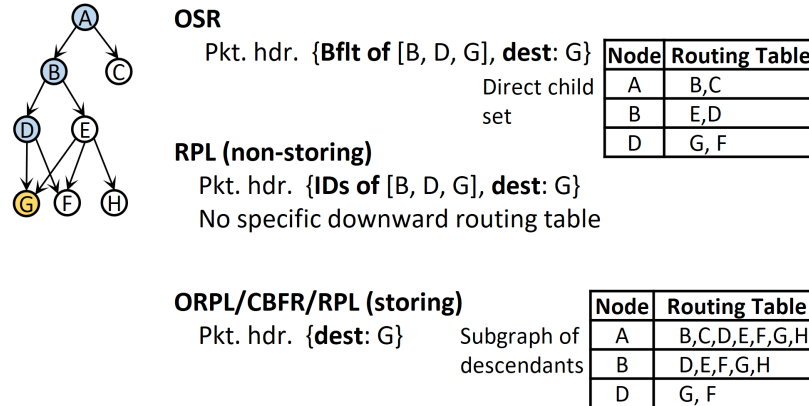 A
B
C
D
E
G
F
H
OSR
Pkt. hdr. {Bflt of [B, D, G], dest: G}
Direct child
set
Node Routing Table
A B,C
B E,D
D G, F
RPL (non-storing)
Pkt. hdr. {IDs of [B, D, G], dest: G}
No specific downward routing table
ORPL/CBFR/RPL (storing)
Pkt. hdr. {dest: G}
Subgraph of
descendants
Node Routing Table
A B,C,D,E,F,G,H
B D,E,F,G,H
D G, F